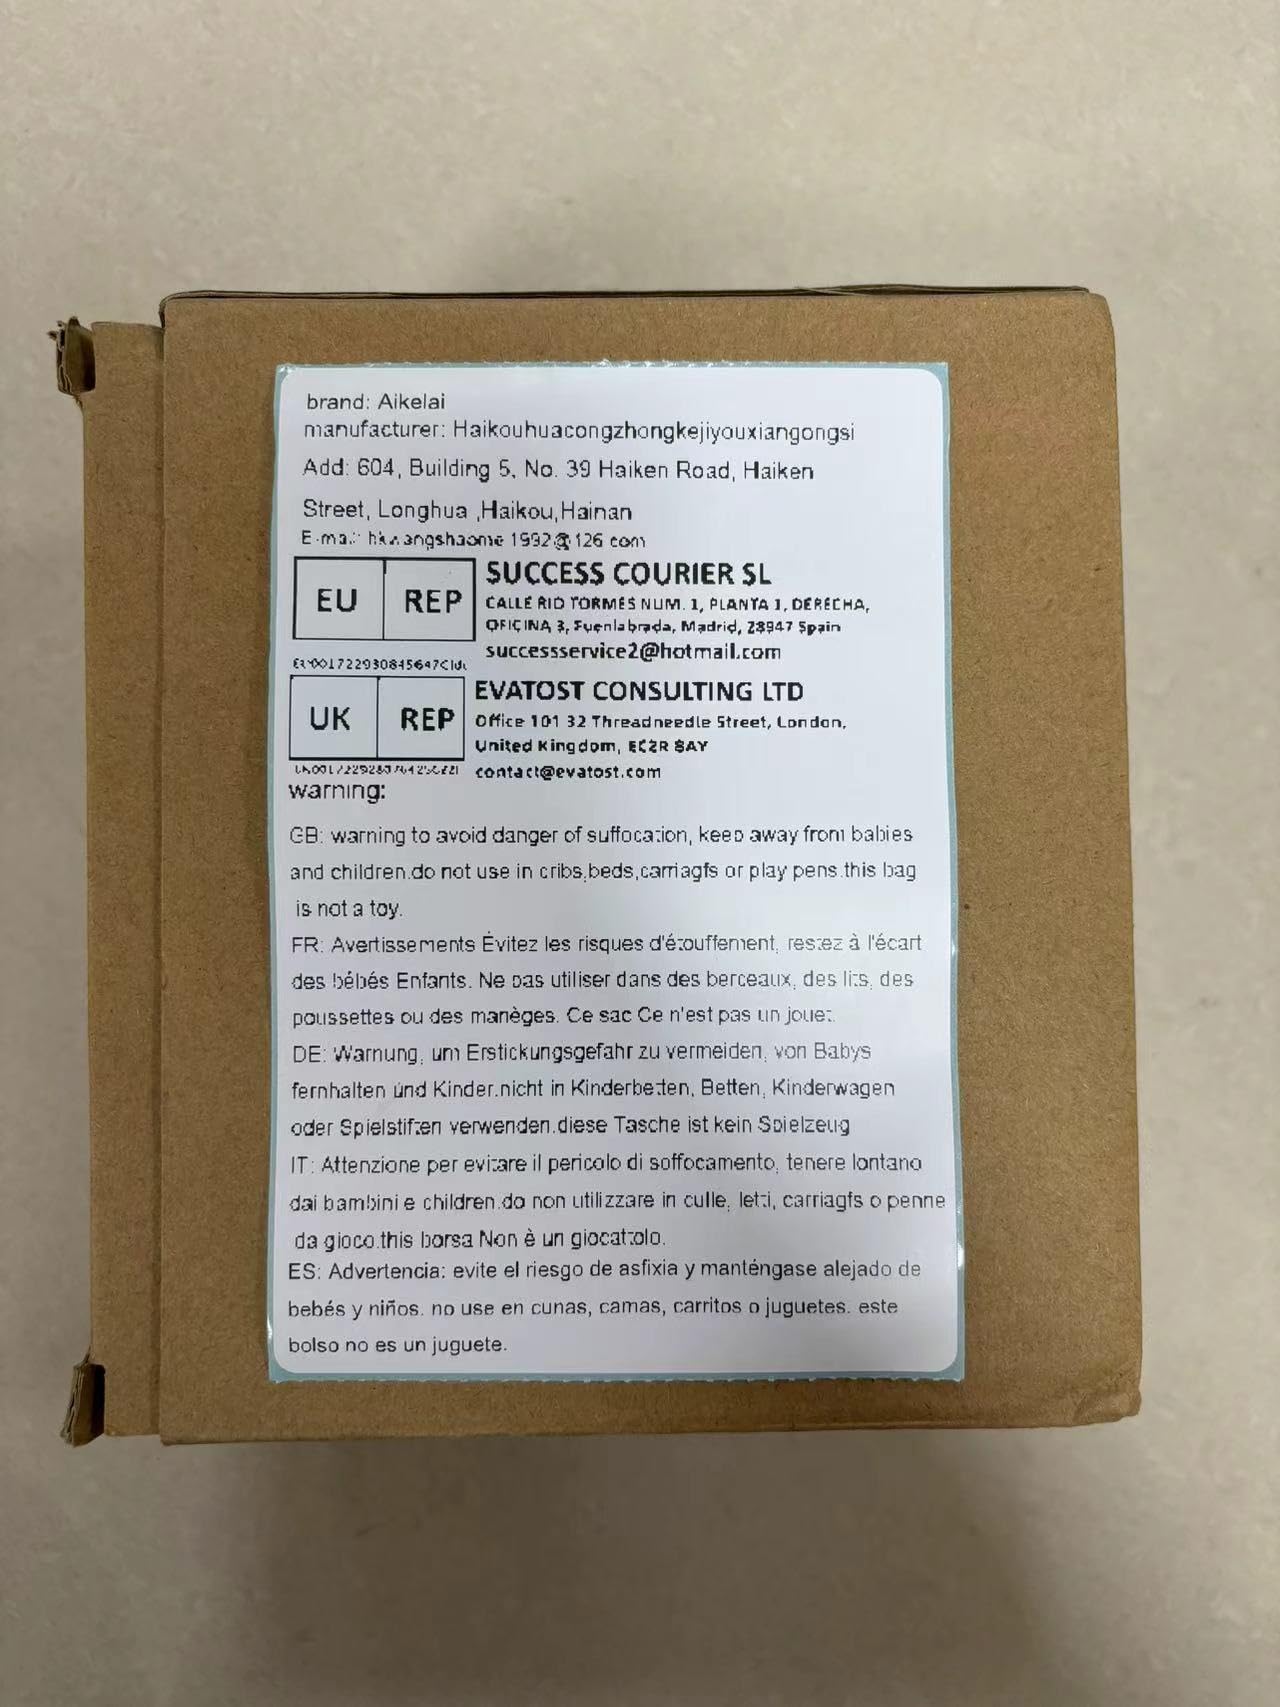 brand: Aikelai
manufacturer: Haikouhuacongzhongkejiyouxiangongsi
Add: 604, Building 5, No. 39 Haiken Road, Haiken
Street, Longhua ,Haikou,Hainan
1992@126 com
EU REP
SUCCESS COURIER SL
CALLE RIO TORMES NUM. 1, PLANTA 1, DERECHA,
OFICINA 3, Fuenlabrada, Madrid, 28947 Spain
successservice2@hotmail.com
UK REP
EVATOST CONSULTING LTD
Office 101 32 Threadneedle Street, London,
United Kingdom, EC2R 8AY
contact@evatost.com
warning:
GB: warning to avoid danger of suffocation, keep away from babies
and children.do not use in cribs,beds,carriagfs or play pens.this bag
is not a toy.
FR: Avertissements Évitez les risques d'étouffement, restez à l'écart
des bébés Enfants. Ne pas utiliser dans des berceaux, des lits, des
poussettes ou des manèges. Ce sac Ce n'est pas un jouet.
DE: Warnung, um Erstickungsgefahr zu vermeiden, von Babys
fernhalten und Kinder.nicht in Kinderbetten, Betten, Kinderwagen
oder Spielstiften verwenden.diese Tasche ist kein Spielzeug
IT: Attenzione per evitare il pericolo di soffocamento, tenere lontano
dai bambini e children.do non utilizzare in culle, letti, carriagfs o penne
da gioco.this borsa Non è un giocattolo.
ES: Advertencia: evite el riesgo de asfixia y manténgase alejado de
bebés y niños. no use en cunas, camas, carritos o juguetes. este
bolso no es un juguete.